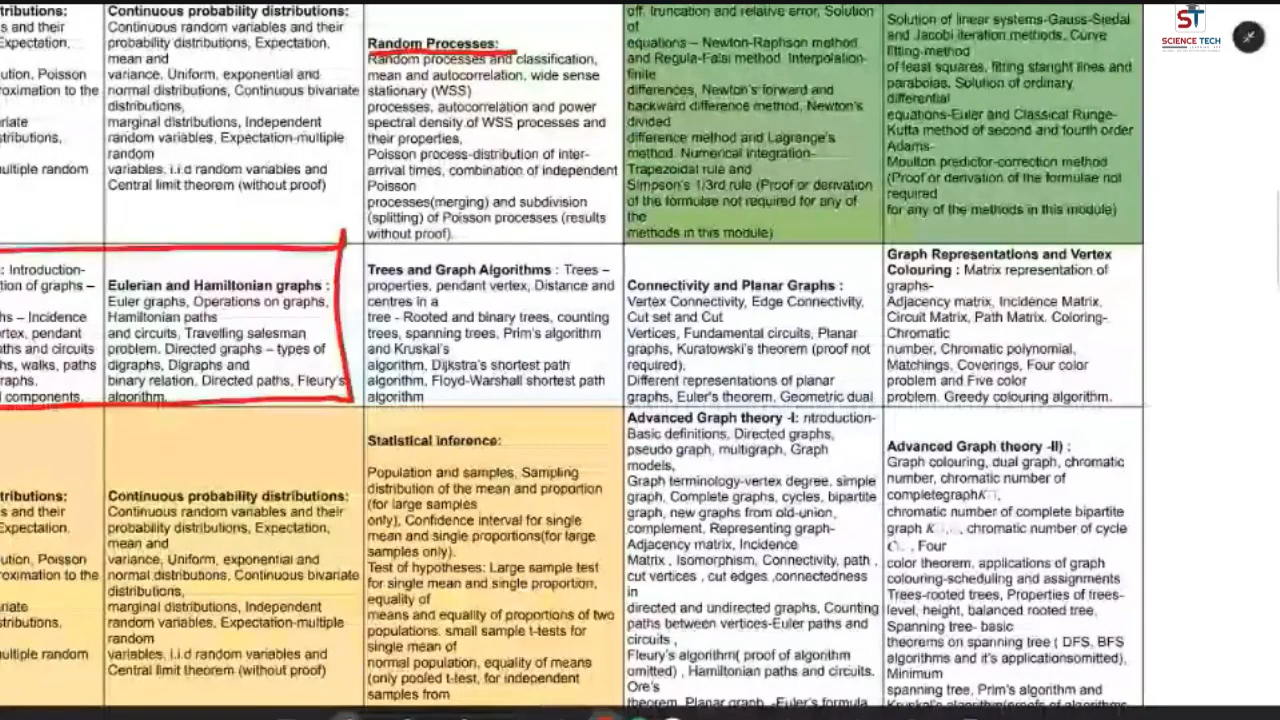 tributions:
s and their
Expectation,
ution, Poisson
roximation to the
ariate
stributions,
nultiple random
Continuous probability distributions:
Continuous random variables and their
probability distributions, Expectation,
mean and
variance, Uniform, exponential and
normal distributions, Continuous bivariate
distributions,
marginal distributions, Independent
random variables, Expectation-multiple
random
variables, i.i.d random variables and
Central limit theorem (without proof)
Random Processes:
Random processes and classification,
mean and autocorrelation, wide sense
stationary (WSS)
processes, autocorrelation and power
spectral density of WSS processes and
their properties,
Poisson process-distribution of inter-
arrival times, combination of independent
Poisson
processes(merging) and subdivision
(splitting) of Poisson processes (results
without proof).
off, truncation and relative error, Solution
of
equations – Newton-Raphson method
and Regula-Falsi method. Interpolation-
finite
differences, Newton's forward and
backward difference method, Newton's
divided
difference method and Lagrange's
method. Numerical integration-
Trapezoidal rule and
Simpson's 1/3rd rule (Proof or derivation
of the formulae not required for any of
the
methods in this module)
Solution of linear systems-Gauss-Siedal
and Jacobi iteration methods. Curve
fitting-method
of least squares, fitting staright lines and
parabolas. Solution of ordinary
differential
equations-Euler and Classical Runge-
Kutta method of second and fourth order
Adams-
Moulton predictor-correction method
(Proof or derivation of the formulae not
required
for any of the methods in this module)
ST
SCIENCE TECH
: Introduction-
tion of graphs –
hs – Incidence
rtex, pendant
aths and circuits
hs, walks, paths
raphs,
d components.
Eulerian and Hamiltonian graphs :
Euler graphs, Operations on graphs,
Hamiltonian paths
and circuits, Travelling salesman
problem. Directed graphs – types of
digraphs, Digraphs and
binary relation, Directed paths, Fleury's
algorithm.
Trees and Graph Algorithms : Trees –
properties, pendant vertex, Distance and
centres in a
tree - Rooted and binary trees, counting
trees, spanning trees, Prim's algorithm
and Kruskal's
algorithm, Dijkstra's shortest path
algorithm, Floyd-Warshall shortest path
algorithm
Connectivity and Planar Graphs :
Vertex Connectivity, Edge Connectivity,
Cut set and Cut
Vertices, Fundamental circuits, Planar
graphs, Kuratowski's theorem (proof not
required),
Different representations of planar
graphs, Euler's theorem, Geometric dual
Graph Representations and Vertex
Colouring : Matrix representation of
graphs-
Adjacency matrix, Incidence Matrix,
Circuit Matrix, Path Matrix. Coloring-
Chromatic
number, Chromatic polynomial,
Matchings, Coverings, Four color
problem and Five color
problem. Greedy colouring algorithm.
tributions:
s and their
Expectation,
ution, Poisson
roximation to the
ariate
stributions,
nultiple random
Continuous probability distributions:
Continuous random variables and their
probability distributions, Expectation,
mean and
variance, Uniform, exponential and
normal distributions, Continuous bivariate
distributions,
marginal distributions, Independent
random variables, Expectation-multiple
random
variables, i.i.d random variables and
Central limit theorem (without proof)
Statistical inference:
Population and samples, Sampling
distribution of the mean and proportion
(for large samples
only), Confidence interval for single
mean and single proportions(for large
samples only).
Test of hypotheses: Large sample test
for single mean and single proportion,
equality of
means and equality of proportions of two
populations, small sample t-tests for
single mean of
normal population, equality of means
(only pooled t-test, for independent
samples from
Advanced Graph theory -I: ntroduction-
Basic definitions, Directed graphs,
pseudo graph, multigraph, Graph
models,
Graph terminology-vertex degree, simple
graph, Complete graphs, cycles, bipartite
graph, new graphs from old-union,
complement, Representing graph-
Adjacency matrix, Incidence
Matrix , Isomorphism, Connectivity, path ,
cut vertices , cut edges ,connectedness
in
directed and undirected graphs, Counting
paths between vertices-Euler paths and
circuits ,
Fleury's algorithm( proof of algorithm
omitted) , Hamiltonian paths and circuits.
Ore's
theorem, Planar graph, -Euler's formula
Advanced Graph theory -II) :
Graph colouring, dual graph, chromatic
number, chromatic number of
completegraph K ,
chromatic number of complete bipartite
graph K , chromatic number of cycle
C , Four
color theorem, applications of graph
colouring-scheduling and assignments
Trees-rooted trees, Properties of trees-
level, height, balanced rooted tree,
Spanning tree- basic
theorems on spanning tree ( DFS, BFS
algorithms and it's applicationsomitted),
Minimum
spanning tree, Prim's algorithm and
Kruskal's algorithm(proofs of algorithms